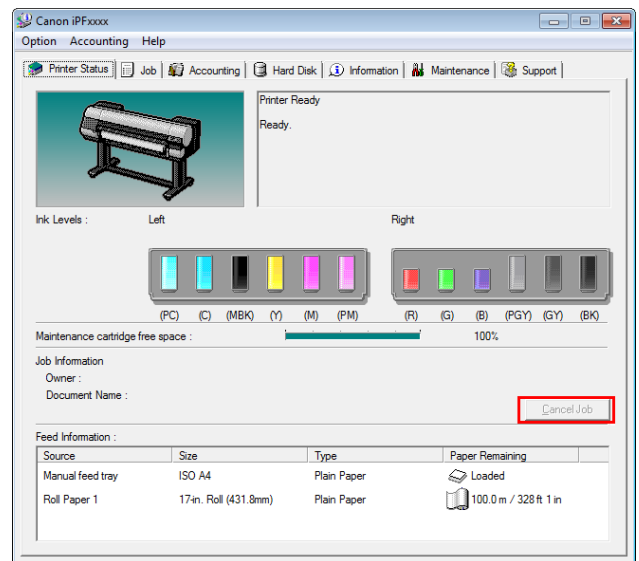 Canon iPFxxxx
Option Accounting Help
Printer Status Job Accounting Hard Disk Information Maintenance Support
Printer Ready
Ready.
Ink Levels : Left Right
(PC) (C) (MBK) (Y) (M) (PM) (R) (G) (B) (PGY) (GY) (BK)
Maintenance cartridge free space : 100%
Job Information
Owner :
Document Name :
Cancel Job
Feed Information :
Source Size Type Paper Remaining
Manual feed tray ISO A4 Plain Paper Loaded
Roll Paper 1 17-in. Roll (431.8mm) Plain Paper 100.0 m / 328 ft 1 in